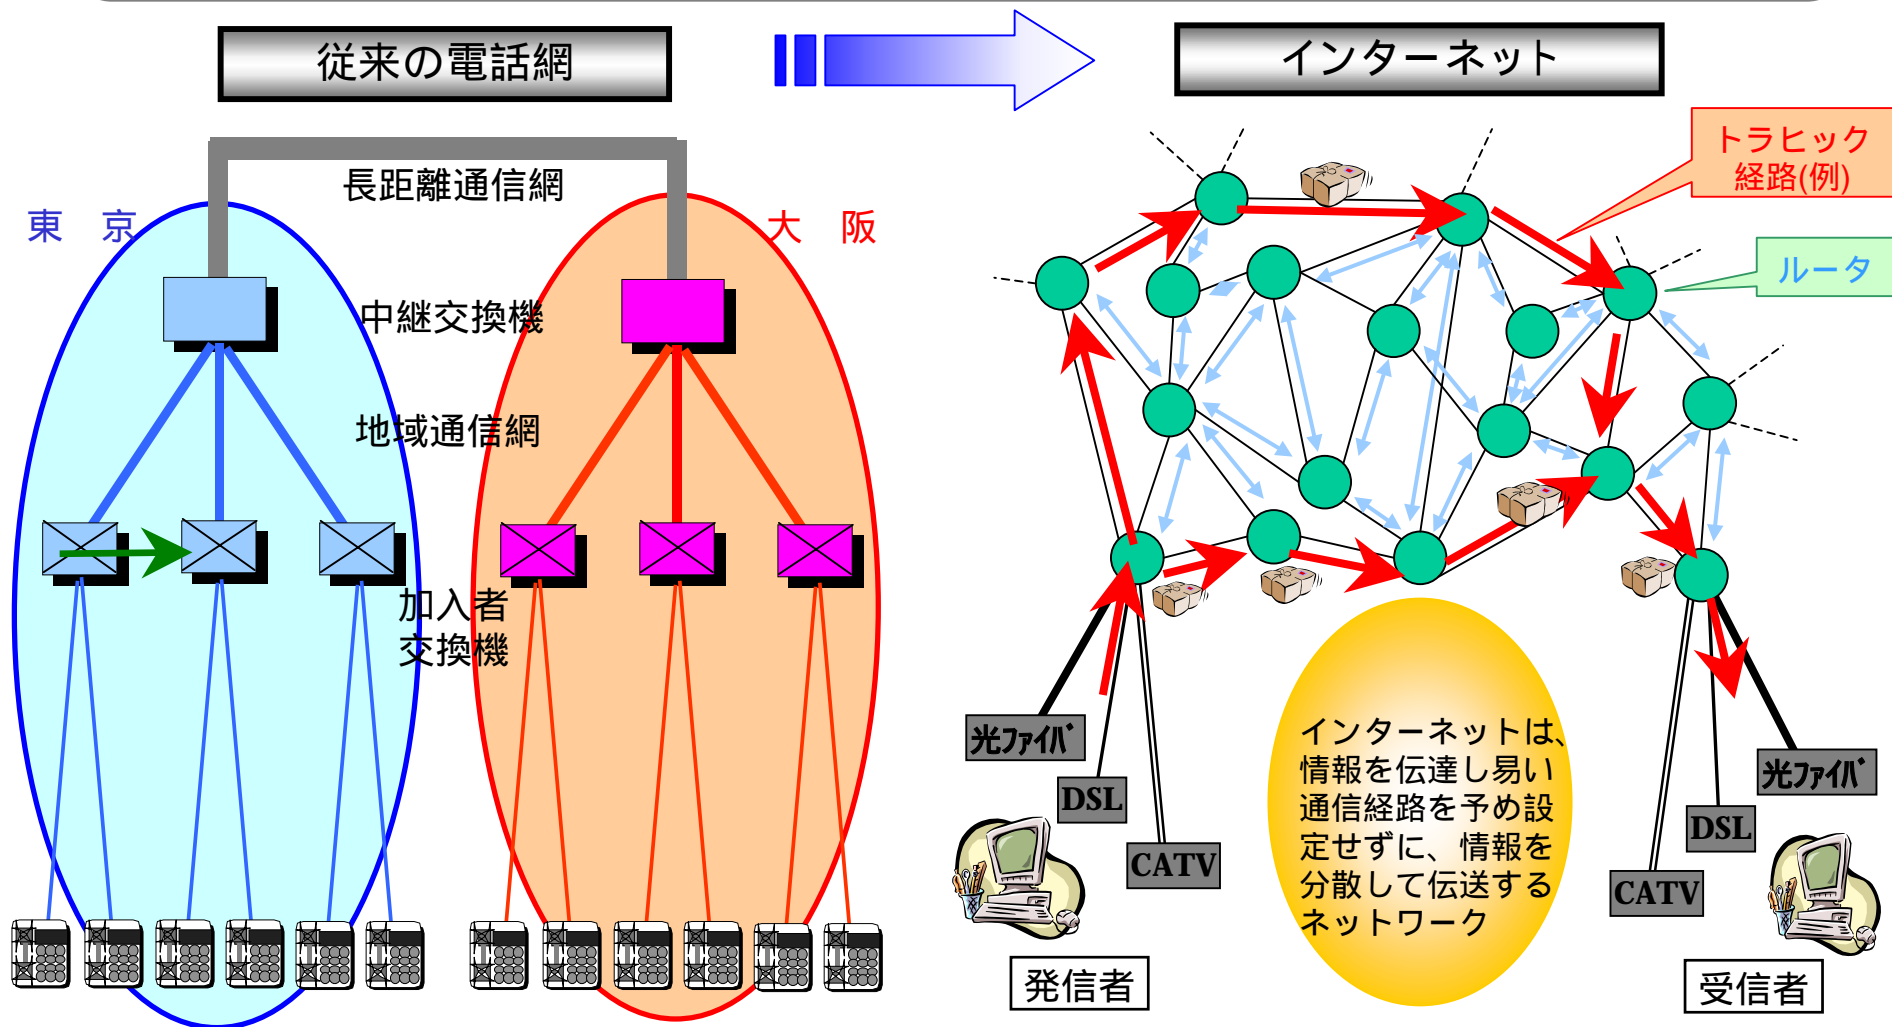 従来の電話網
インターネット
トラヒック
経路(例)
長距離通信網
東 京
大 阪
ルータ
中継交換機
地域通信網
加入者
交換機
光ファイバ
DSL
CATV
インターネットは、
情報を伝達し易い
通信経路を予め設
定せずに、情報を
分散して伝送する
ネットワーク
光ファイバ
DSL
CATV
発信者
受信者